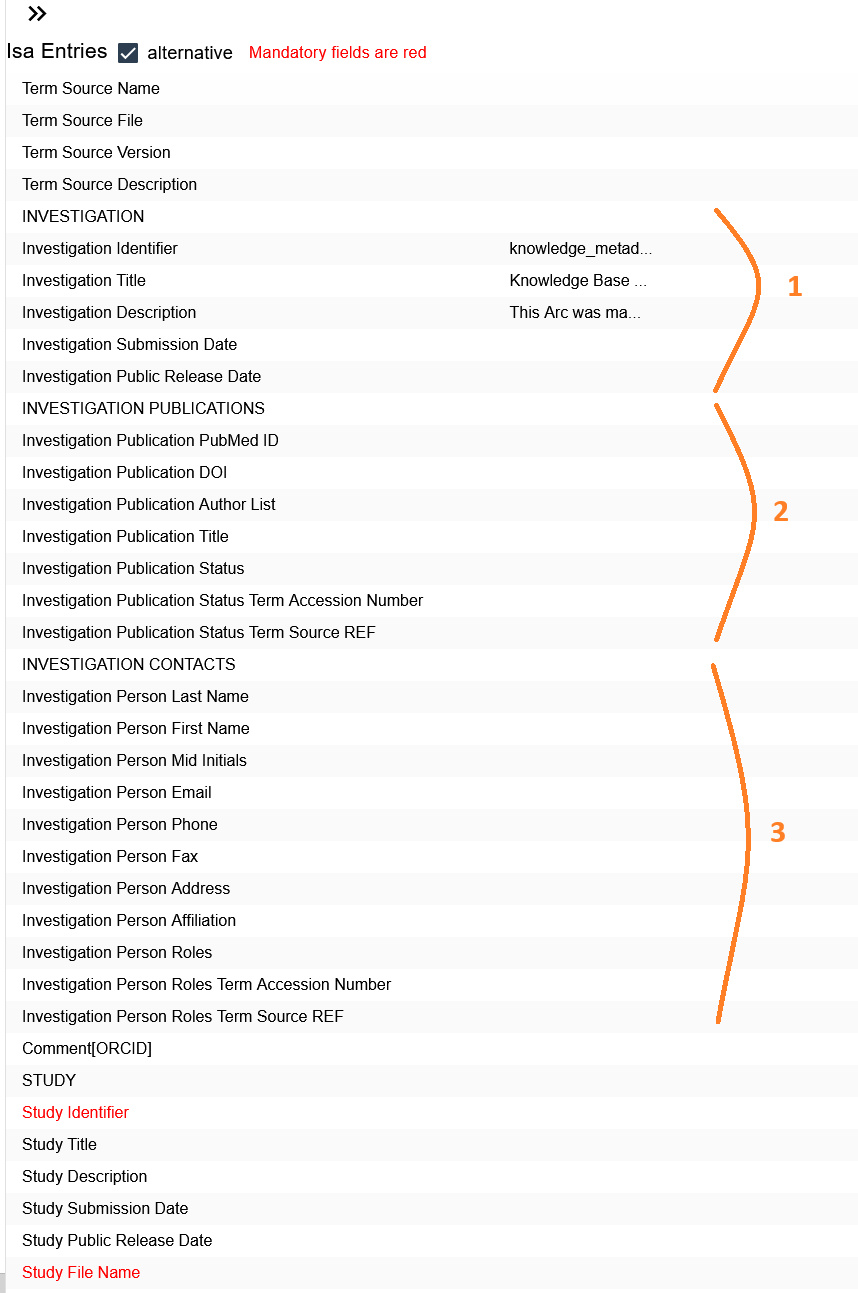 Isa Entries alternative Mandatory fields are red
Term Source Name
Term Source File
Term Source Version
Term Source Description
INVESTIGATION
Investigation Identifier knowledge_metad...
Investigation Title Knowledge Base ...
1
Investigation Description This Arc was ma...
Investigation Submission Date
Investigation Public Release Date
INVESTIGATION PUBLICATIONS
Investigation Publication PubMed ID
Investigation Publication DOI
Investigation Publication Author List
2
Investigation Publication Title
Investigation Publication Status
Investigation Publication Status Term Accession Number
Investigation Publication Status Term Source REF
INVESTIGATION CONTACTS
Investigation Person Last Name
Investigation Person First Name
Investigation Person Mid Initials
Investigation Person Email
Investigation Person Phone
3
Investigation Person Fax
Investigation Person Address
Investigation Person Affiliation
Investigation Person Roles
Investigation Person Roles Term Accession Number
Investigation Person Roles Term Source REF
Comment[ORCID]
STUDY
Study Identifier
Study Title
Study Description
Study Submission Date
Study Public Release Date
Study File Name